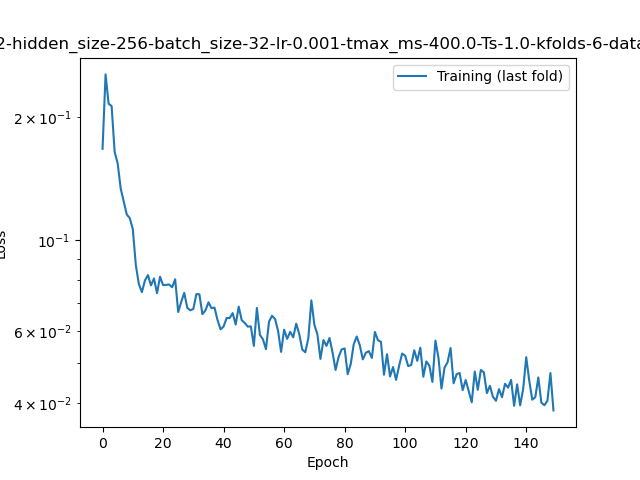 2-hidden_size-256-batch_size-32-lr-0.001-tmax_ms-400.0-Ts-1.0-kfolds-6-data
Training (last fold)
2 × 10⁻¹
10⁻¹
6 × 10⁻²
4 × 10⁻²
Loss
0 20 40 60 80 100 120 140
Epoch